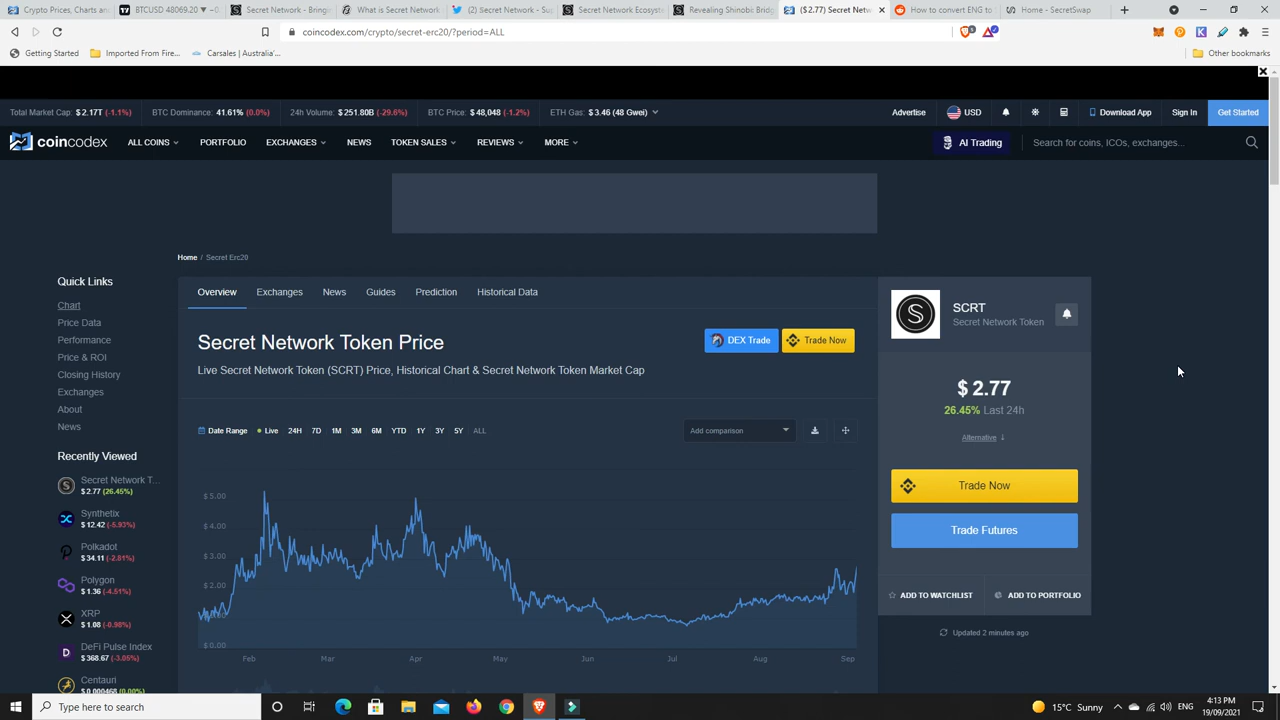 Crypto Prices, Charts and
BTCUSD 48069.20 ▼ −0.
Secret Network - Bringi
What is Secret Network
Secret Network - Su
Secret Network Ecosyst
Revealing Shinobi: Bridg
($2.77) Secret Netw
How to convert ENG to
Home - SecretSwap
coincodex.com/crypto/secret-erc20/?period=ALL
Getting Started
Imported From Fire...
Carsales | Australia'...
Other bookmarks
Total Market Cap: $ 2.17T (-1.1%)
BTC Dominance: 41.61% (0.0%)
24h Volume: $ 251.80B (-29.6%)
BTC Price: $ 48,048 (-1.2%)
ETH Gas: $ 3.46 (48 Gwei)
Advertise
USD
Download App
Sign In
Get Started
coincodex
ALL COINS
PORTFOLIO
EXCHANGES
NEWS
TOKEN SALES
REVIEWS
MORE
AI Trading
Search for coins, ICOs, exchanges...
Home / Secret Erc20
Quick Links
Chart
Price Data
Performance
Price & ROI
Closing History
Exchanges
About
News
Recently Viewed
Secret Network T...
$ 2.77 (26.45%)
Synthetix
$ 12.42 (-5.93%)
Polkadot
$ 34.11 (-2.81%)
Polygon
$ 1.36 (-4.51%)
XRP
$ 1.08 (-0.98%)
DeFi Pulse Index
$ 368.67 (-3.05%)
Centauri
$ 0.000468 (0.00%)
Overview
Exchanges
News
Guides
Prediction
Historical Data
Secret Network Token Price
DEX Trade
Trade Now
Live Secret Network Token (SCRT) Price, Historical Chart & Secret Network Token Market Cap
Date Range
Live 24H 7D 1M 3M 6M YTD 1Y 3Y 5Y ALL
Add comparison
$ 5.00
$ 4.00
$ 3.00
$ 2.00
$ 0.00
Feb Mar Apr May Jun Jul Aug Sep
SCRT
Secret Network Token
$ 2.77
26.45% Last 24h
Alternative ↓
Trade Now
Trade Futures
ADD TO WATCHLIST
ADD TO PORTFOLIO
Updated 2 minutes ago
Type here to search
15°C Sunny
ENG
4:13 PM
19/09/2021